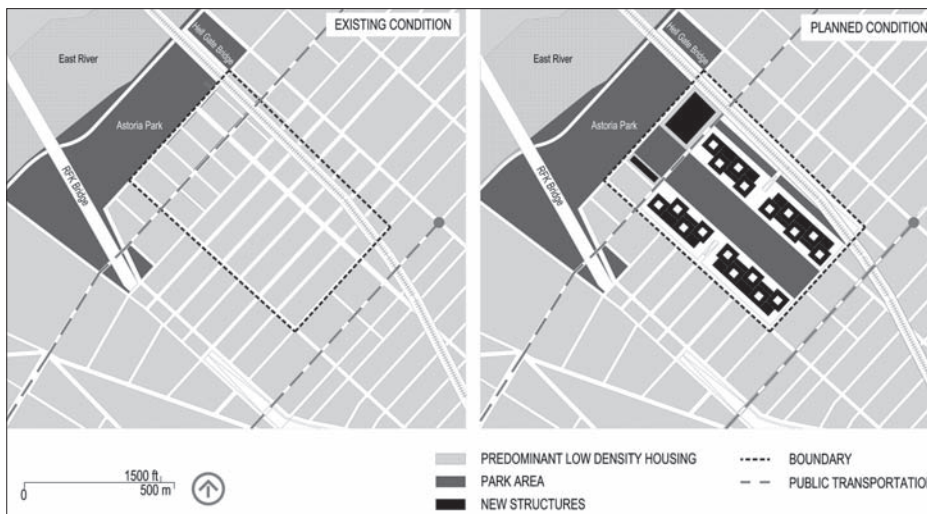 EXISTING CONDITION
East River
Hell Gate Bridge
Astoria Park
RFK Bridge
PLANNED CONDITION
East River
Hell Gate Bridge
Astoria Park
RFK Bridge
1500 ft
0
500 m
PREDOMINANT LOW DENSITY HOUSING
PARK AREA
NEW STRUCTURES
BOUNDARY
PUBLIC TRANSPORTATION